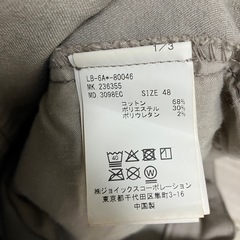 1/3
LB-6A*-80046
MK. 236355
MD. 3098EC SIZE 48
コットン 68%
ポリエステル 30%
ポリウレタン 2%
㈱ジョイックスコーポレーション
東京都千代田区隼町3-16
中国製